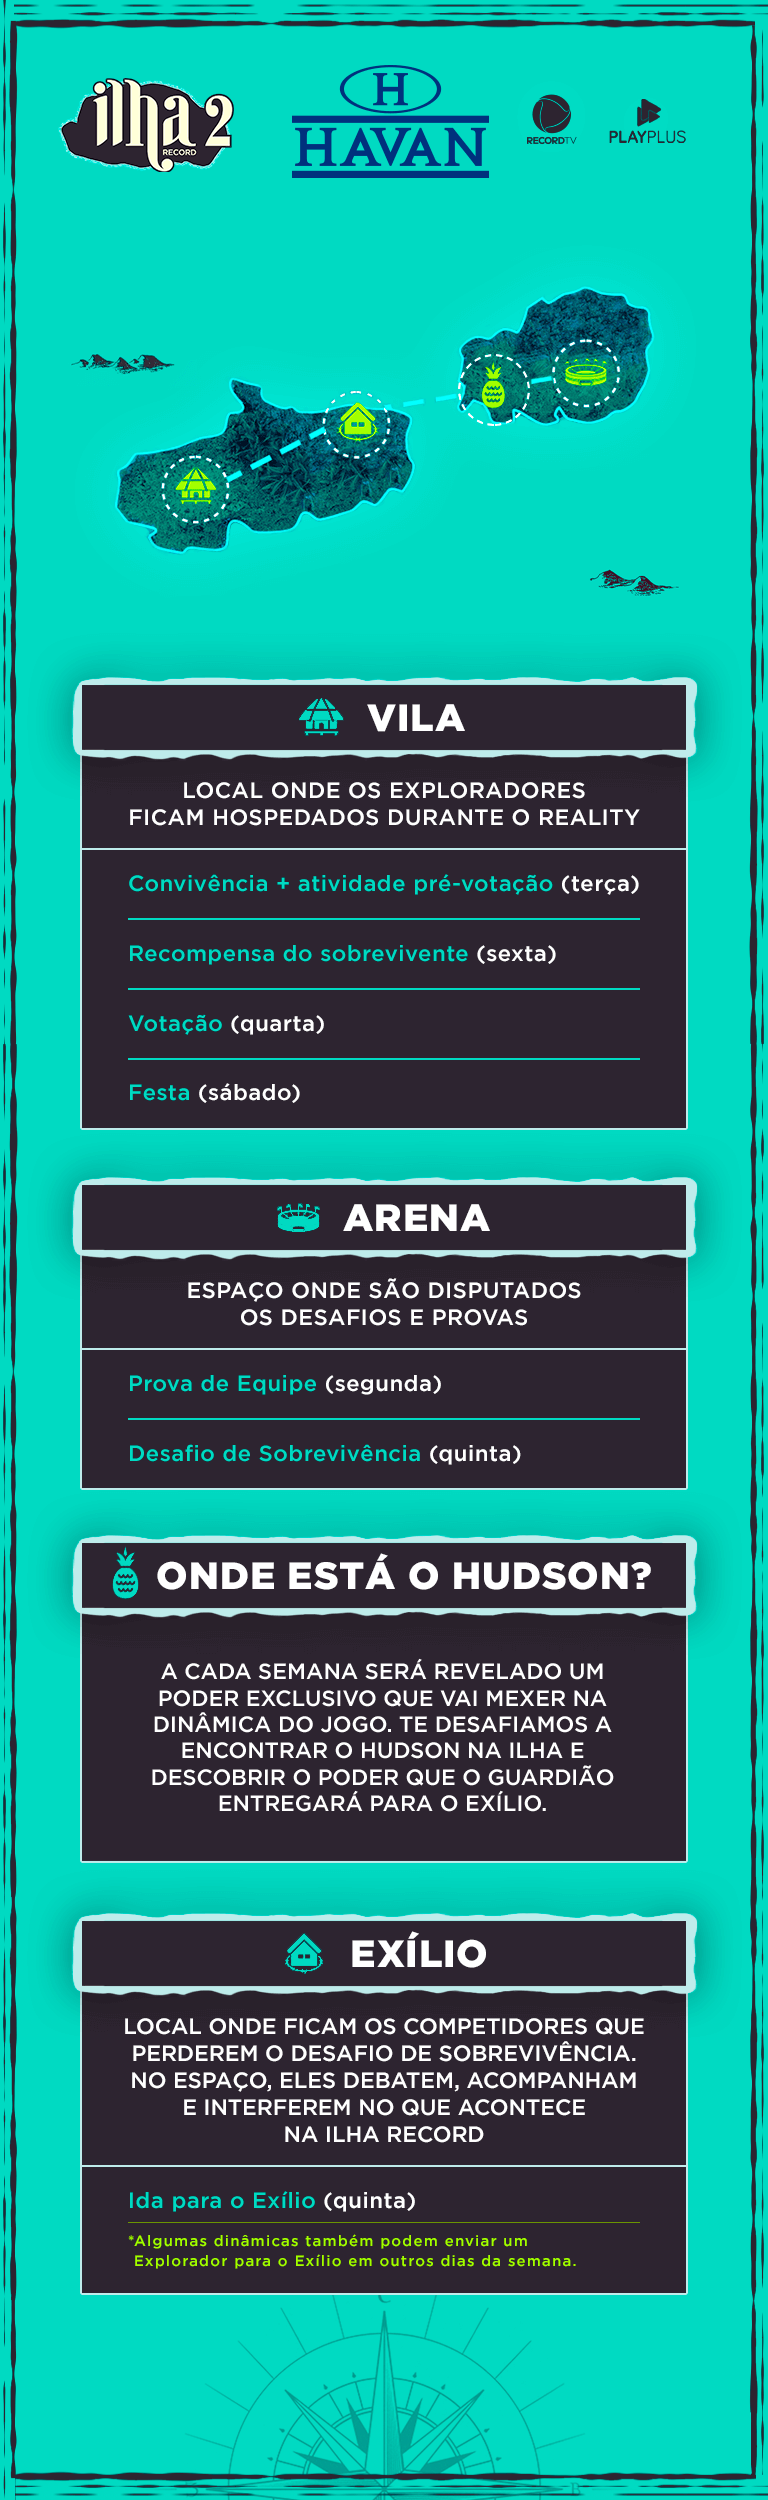 ilha 2
RECORD
H
HAVAN
RECORDTV
PLAYPLUS
VILA
LOCAL ONDE OS EXPLORADORES
FICAM HOSPEDADOS DURANTE O REALITY
Convivência + atividade pré-votação (terça)
Recompensa do sobrevivente (sexta)
Votação (quarta)
Festa (sábado)
ARENA
ESPAÇO ONDE SÃO DISPUTADOS
OS DESAFIOS E PROVAS
Prova de Equipe (segunda)
Desafio de Sobrevivência (quinta)
ONDE ESTÁ O HUDSON?
A CADA SEMANA SERÁ REVELADO UM
PODER EXCLUSIVO QUE VAI MEXER NA
DINÂMICA DO JOGO. TE DESAFIAMOS A
ENCONTRAR O HUDSON NA ILHA E
DESCOBRIR O PODER QUE O GUARDIÃO
ENTREGARÁ PARA O EXÍLIO.
EXÍLIO
LOCAL ONDE FICAM OS COMPETIDORES QUE
PERDEREM O DESAFIO DE SOBREVIVÊNCIA.
NO ESPAÇO, ELES DEBATEM, ACOMPANHAM
E INTERFEREM NO QUE ACONTECE
NA ILHA RECORD
Ida para o Exílio (quinta)
*Algumas dinâmicas também podem enviar um
Explorador para o Exílio em outros dias da semana.